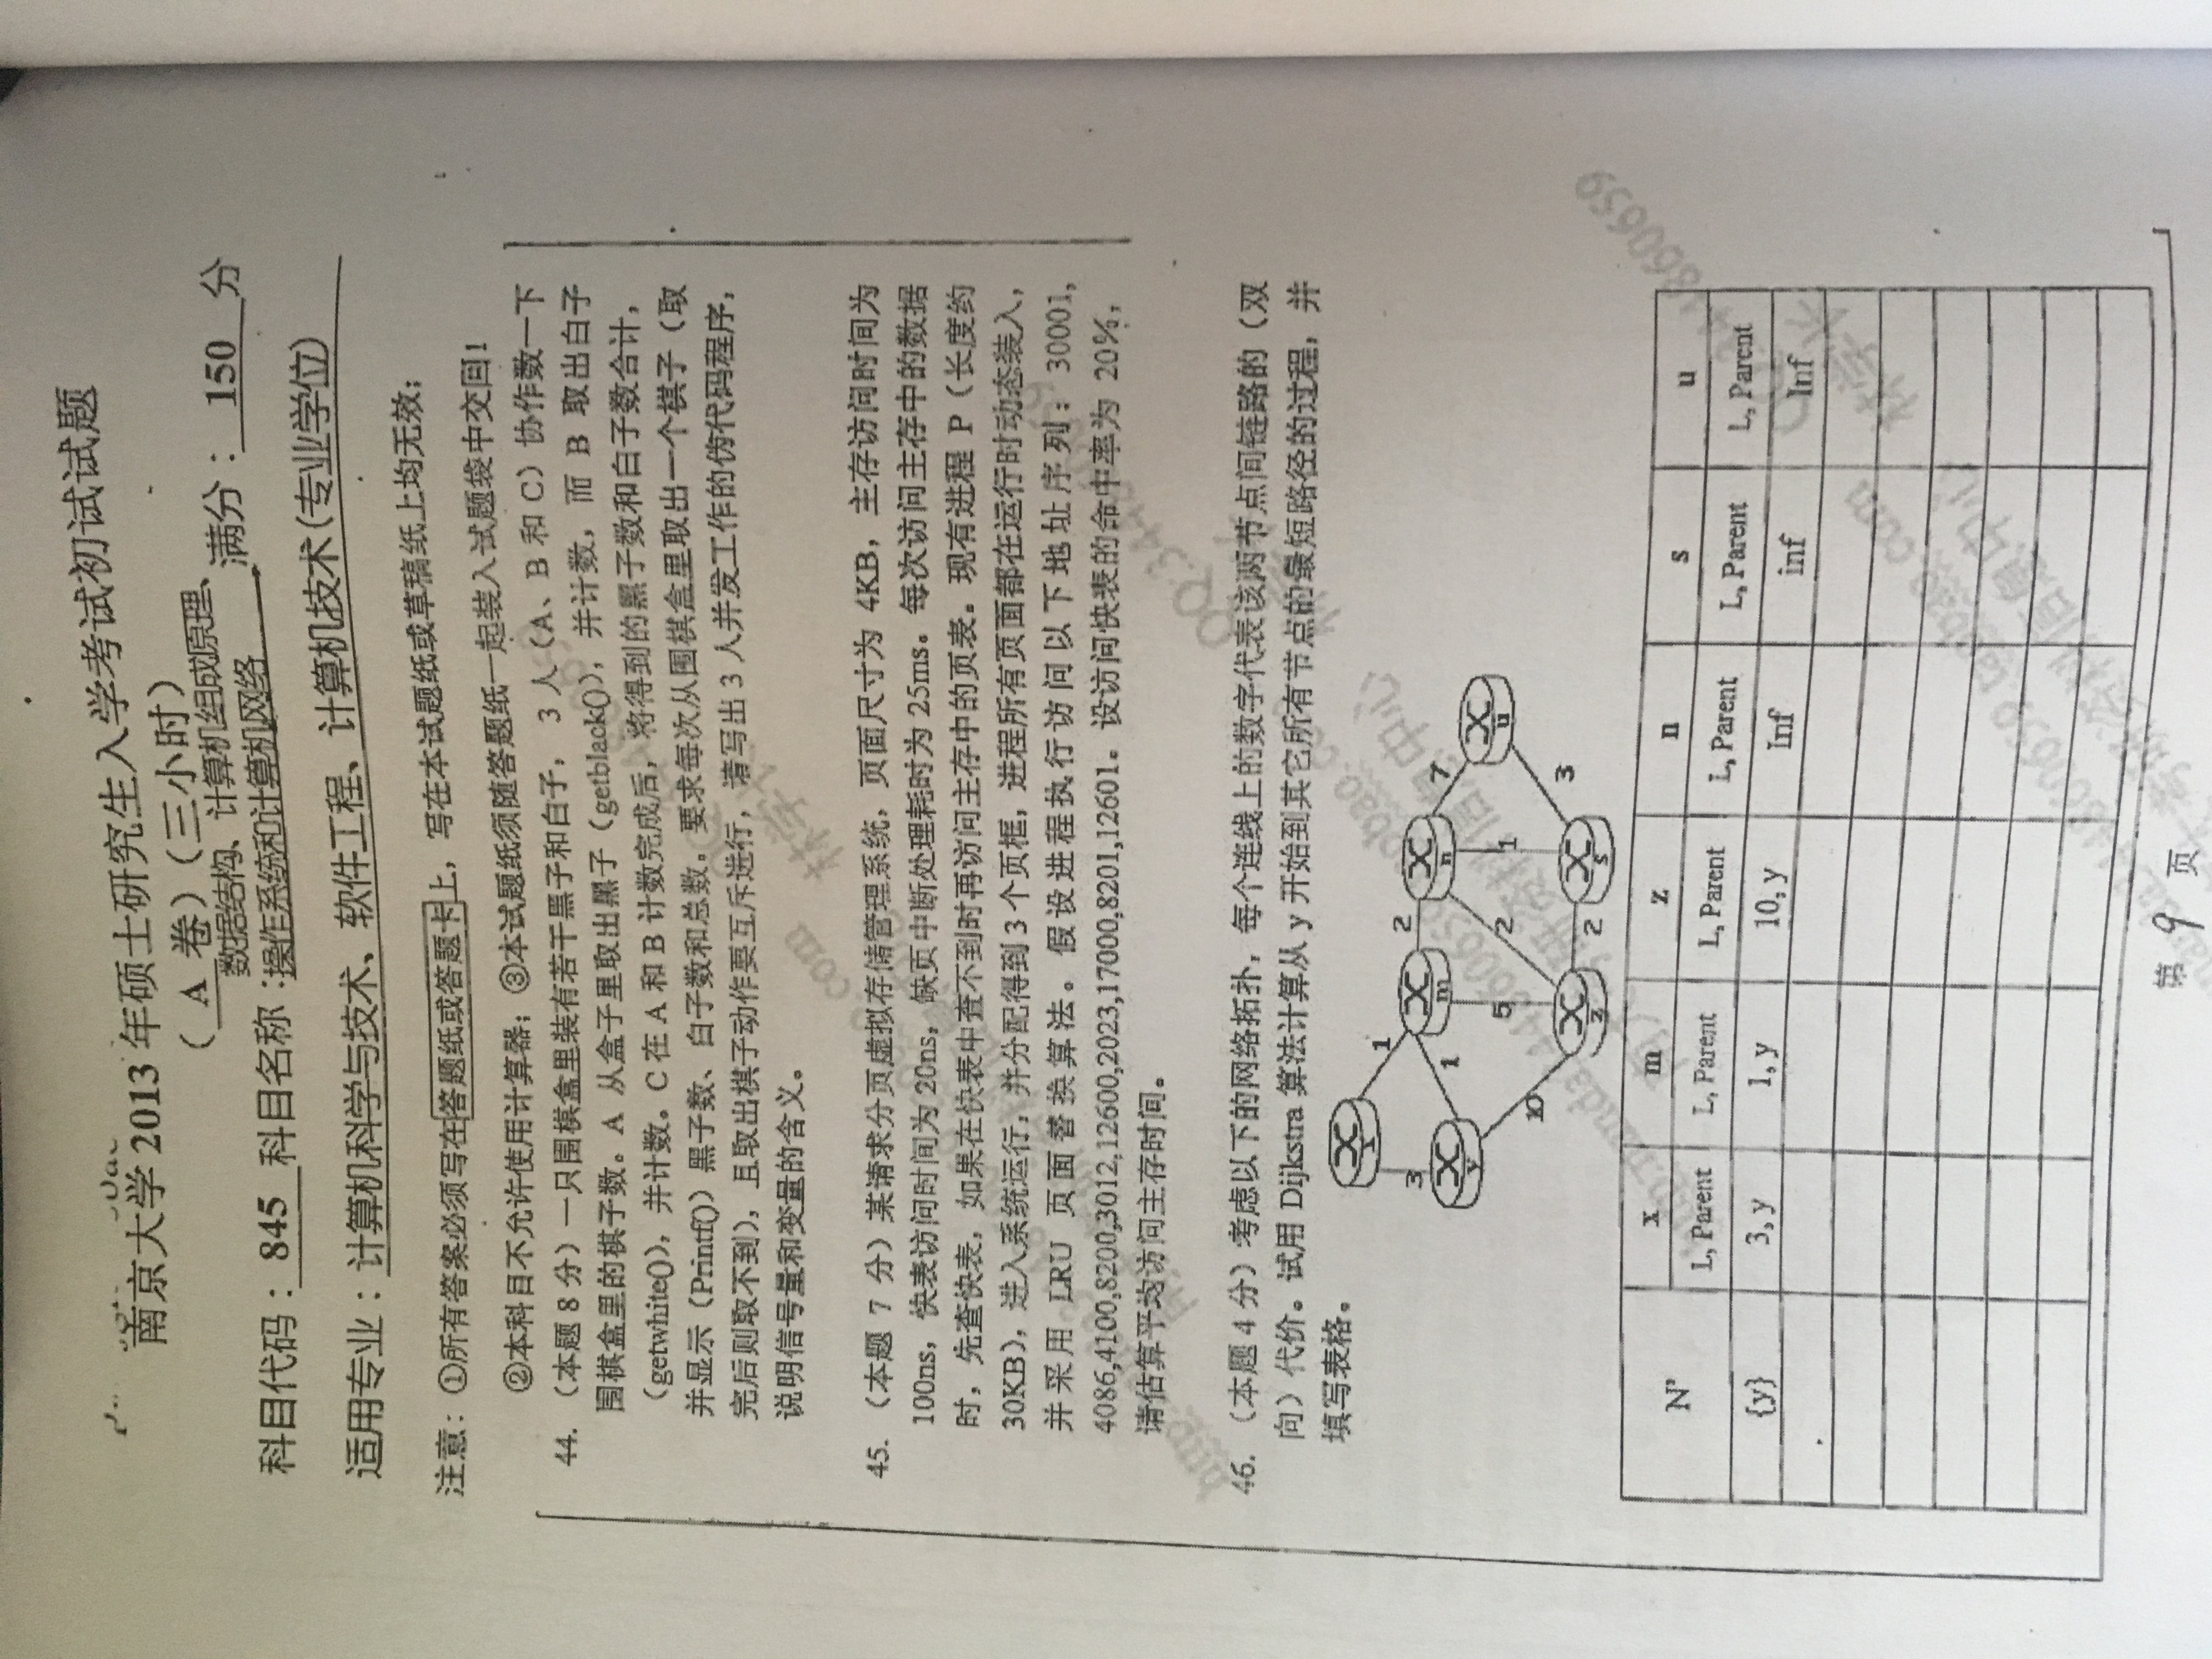 南京大学 2013 年硕士研究生入学考试初试试题
（ A 卷）（三小时）
数据结构、计算机组成原理、
科目代码：845 科目名称：操作系统和计算机网络 满分：150 分
适用专业：计算机科学与技术、软件工程、计算机技术(专业学位)
注意：①所有答案必须写在答题纸或答题卡上，写在本试题纸或草稿纸上均无效；
②本科目不允许使用计算器；③本试题纸须随答题纸一起装入试题袋中交回！
44.（本题 8 分）一只围棋盒里装有若干黑子和白子， 3 人（A、B 和 C）协作数一下
围棋盒里的棋子数。A 从盒子里取出黑子（getblack()），并计数，而 B 取出白子
（getwhite()），并计数。C 在 A 和 B 计数完成后，将得到的黑子数和白子数合计，
并显示（Printf()）黑子数、白子数和总数。要求每次从围棋盒里取出一个棋子（取
完后则取不到），且取出棋子动作要互斥进行，请写出 3 人并发工作的伪代码程序，
说明信号量和变量的含义。
45.（本题 7 分）某请求分页虚拟存储管理系统，页面尺寸为 4KB，主存访问时间为
100ns，快表访问时间为 20ns，缺页中断处理耗时为 25ms。每次访问主存中的数据
时，先查快表，如果在快表中查不到时再访问主存中的页表。现有进程 P（长度约
30KB），进入系统运行，并分配得到 3 个页框，进程所有页面都在运行时动态装入，
并采用 LRU 页面替换算法。假设进程执行访问以下地址序列：30001,
4086,4100,8200,3012,12600,2023,17000,8201,12601。设访问快表的命中率为 20%，
请估算平均访问主存时间。
46.（本题 4 分）考虑以下的网络拓扑，每个连线上的数字代表该两节点间链路的（双
向）代价。试用 Dijkstra 算法计算从 y 开始到其它所有节点的最短路径的过程，并
填写表格。
x
1
3
m
2
n
7
y
1
5
2
1
u
10
z
2
s
3
N' x m z n s u
L, Parent L, Parent L, Parent L, Parent L, Parent L, Parent
{y} 3, y 1, y 10, y Inf inf Inf
第 9 页
QQ:344860659
林学长